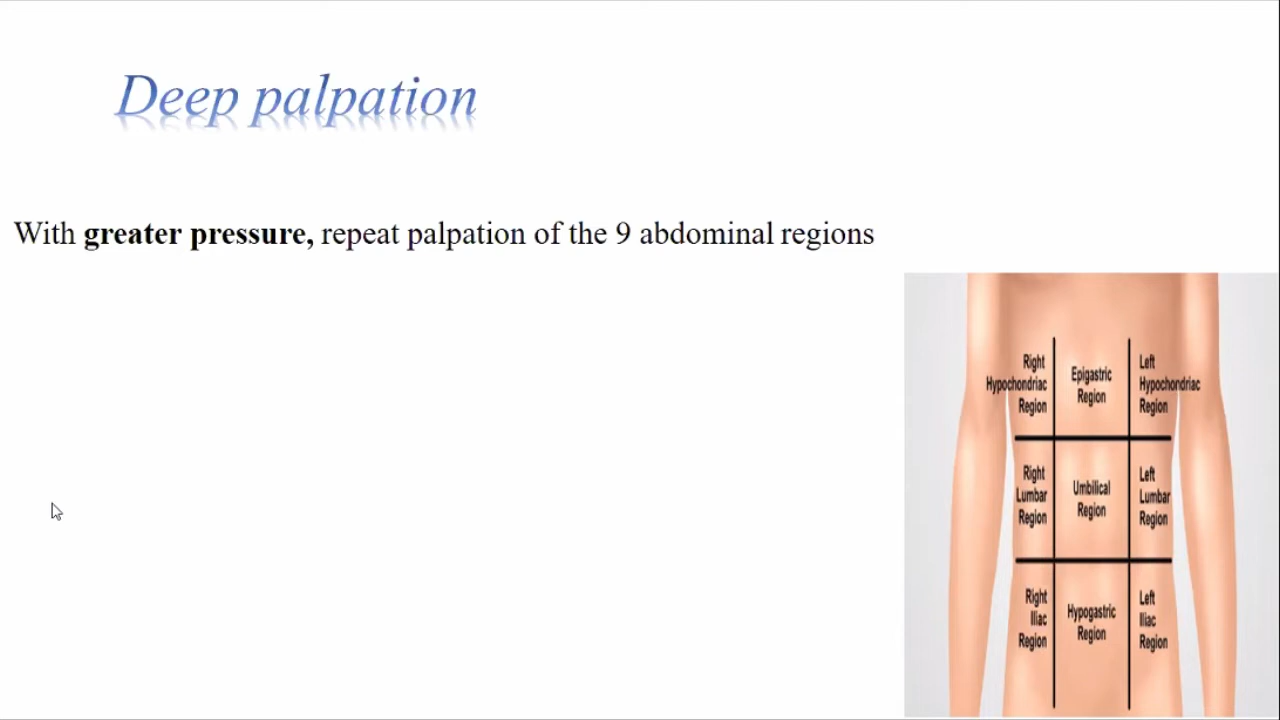 Deep palpation
With greater pressure, repeat palpation of the 9 abdominal regions
Right
Hypochondriac
Region
Epigastric
Region
Left
Hypochondriac
Region
Right
Lumbar
Region
Umbilical
Region
Left
Lumbar
Region
Right
Iliac
Region
Hypogastric
Region
Left
Iliac
Region